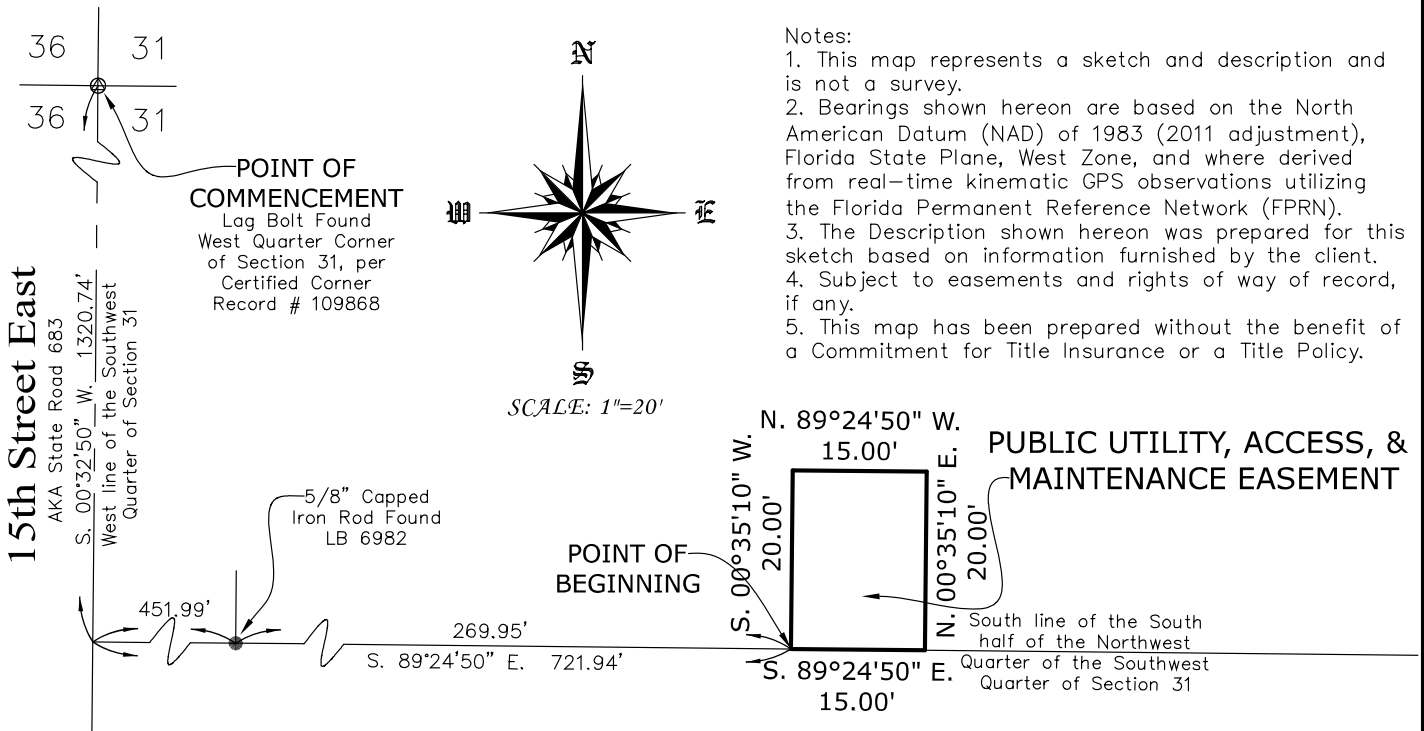 36 31
36 31
POINT OF
COMMENCEMENT
Lag Bolt Found
West Quarter Corner
of Section 31, per
Certified Corner
Record # 109868
N
W
E
S
SCALE: 1"=20'
Notes:
1. This map represents a sketch and description and
is not a survey.
2. Bearings shown hereon are based on the North
American Datum (NAD) of 1983 (2011 adjustment),
Florida State Plane, West Zone, and where derived
from real-time kinematic GPS observations utilizing
the Florida Permanent Reference Network (FPRN).
3. The Description shown hereon was prepared for this
sketch based on information furnished by the client.
4. Subject to easements and rights of way of record,
if any.
5. This map has been prepared without the benefit of
a Commitment for Title Insurance or a Title Policy.
15th Street East
AKA State Road 683
S. 00°32'50" W. 1320.74'
West line of the Southwest
Quarter of Section 31
5/8" Capped
Iron Rod Found
LB 6982
451.99'
269.95'
S. 89°24'50" E. 721.94'
POINT OF
BEGINNING
N. 89°24'50" W.
15.00'
S. 00°35'10" W.
20.00'
N. 00°35'10" E.
20.00'
S. 89°24'50" E.
15.00'
PUBLIC UTILITY, ACCESS, &
MAINTENANCE EASEMENT
South line of the South
half of the Northwest
Quarter of the Southwest
Quarter of Section 31